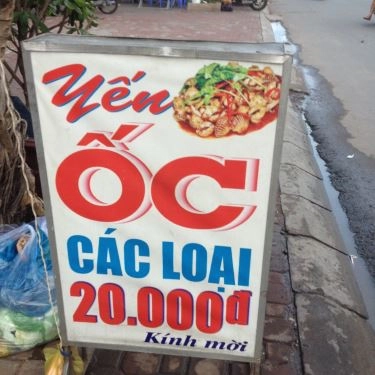 Yến
ỐC
CÁC LOẠI
20.000đ
Kính mời